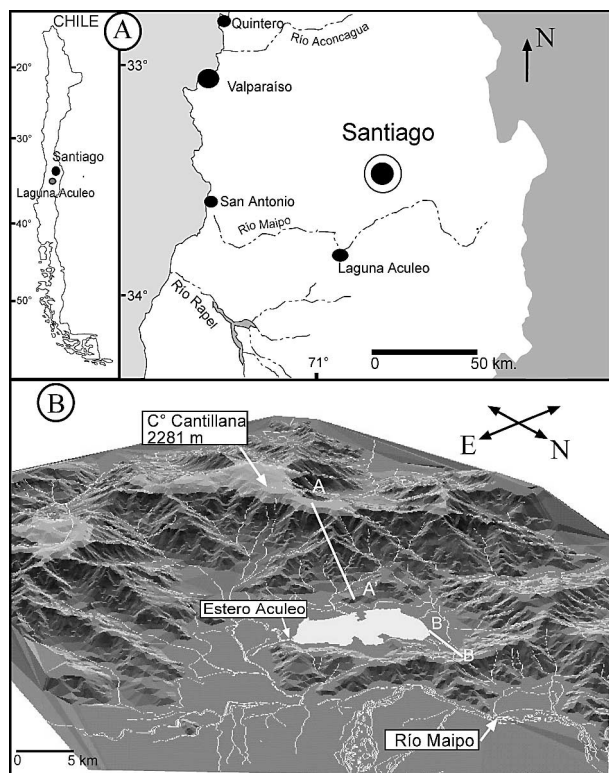 CHILE
A
20°
30°
Santiago
Laguna Aculeo
40°
50°
33°
34°
71°
Quintero
Río Aconcagua
N
Valparaíso
Santiago
San Antonio
Río Maipo
Laguna Aculeo
Río Rapel
0
50 km.
B
C° Cantillana
2281 m
E
N
A
A'
Estero Aculeo
B'
B
Río Maipo
0
5 km